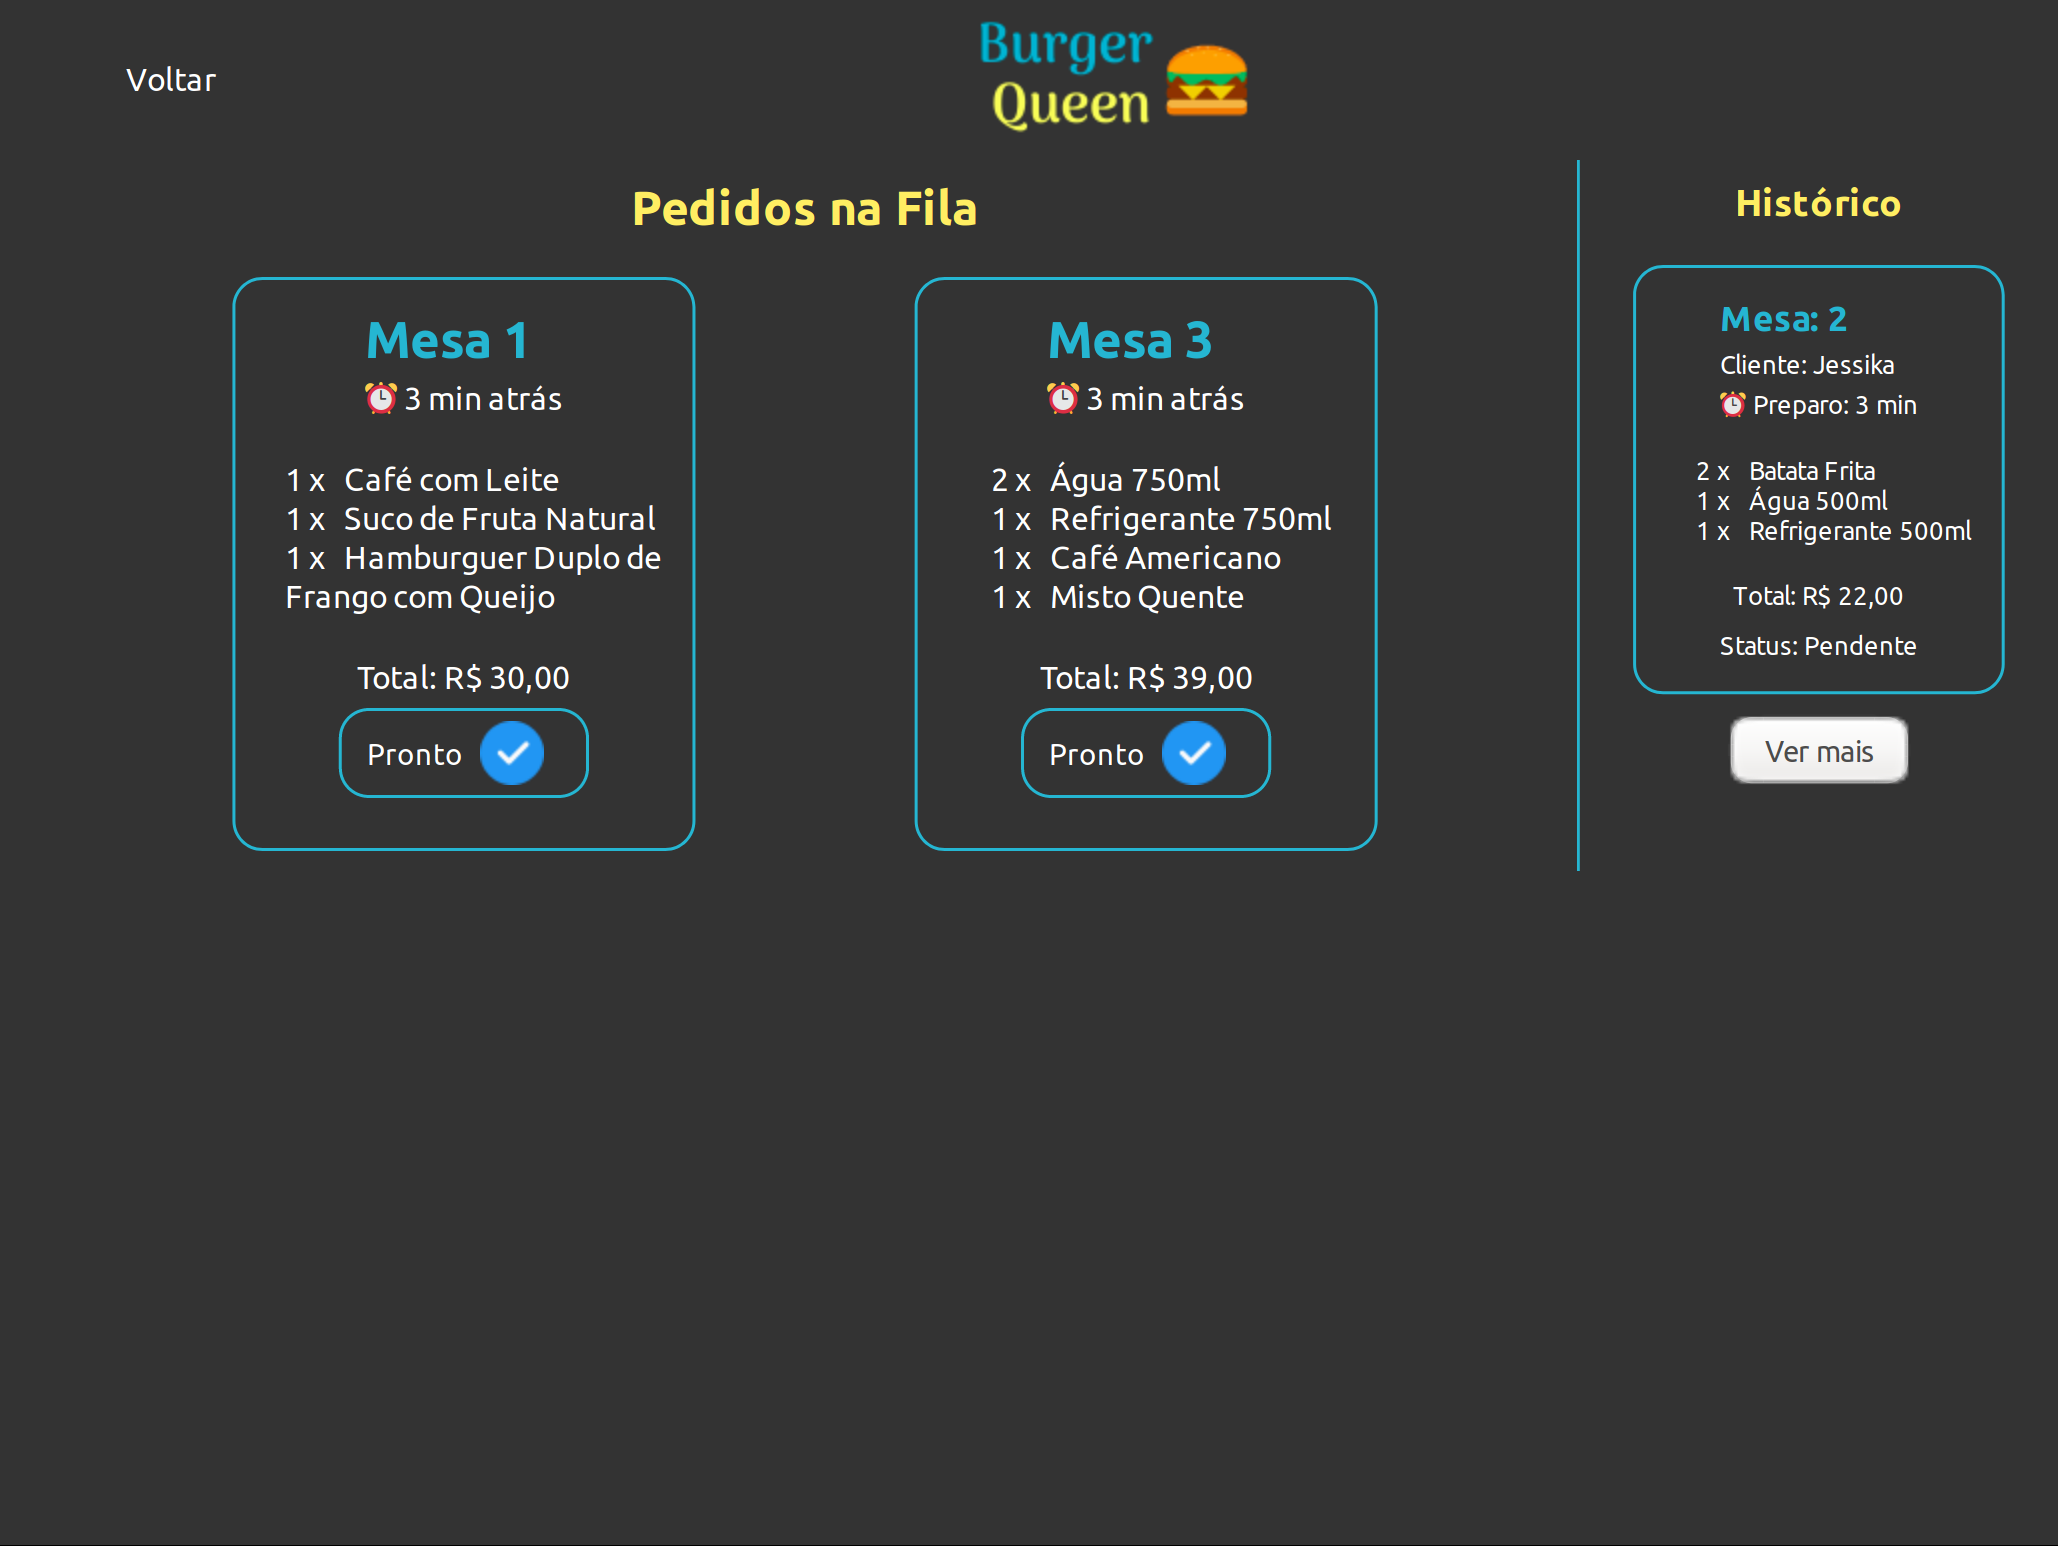 Voltar
Burger
Queen
Pedidos na Fila
Mesa 1
3 min atrás
1 x Café com Leite
1 x Suco de Fruta Natural
1 x Hamburguer Duplo de
Frango com Queijo
Total: R$ 30,00
Pronto
Mesa 3
3 min atrás
2 x Água 750ml
1 x Refrigerante 750ml
1 x Café Americano
1 x Misto Quente
Total: R$ 39,00
Pronto
Histórico
Mesa: 2
Cliente: Jessika
Preparo: 3 min
2 x Batata Frita
1 x Água 500ml
1 x Refrigerante 500ml
Total: R$ 22,00
Status: Pendente
Ver mais